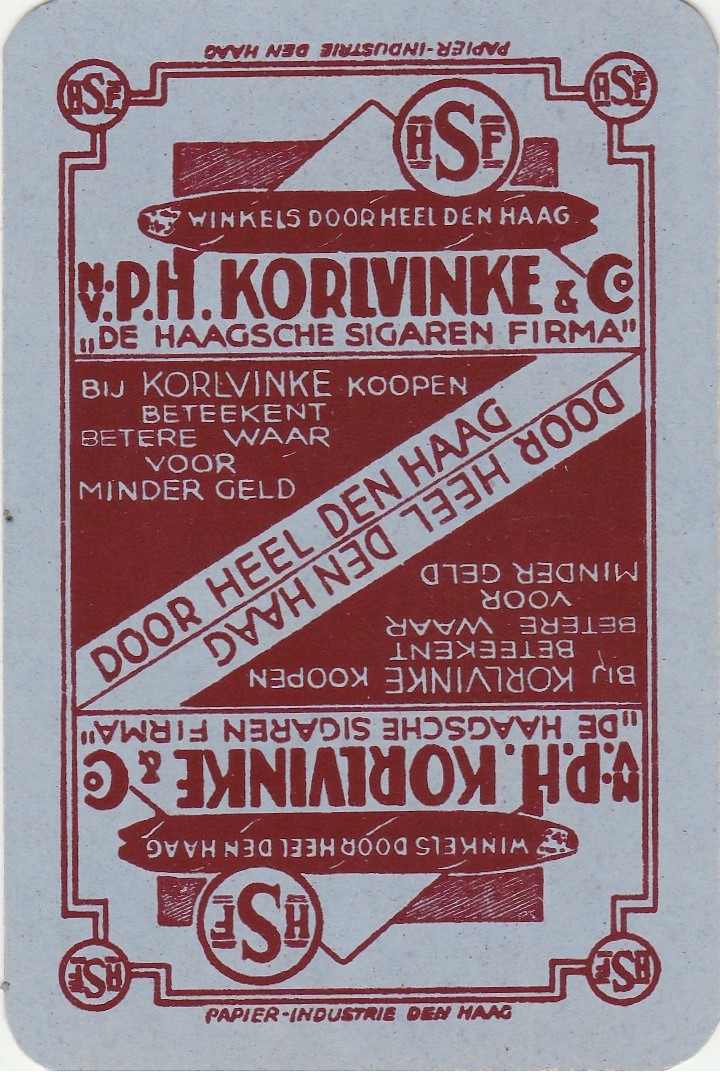 PAPIER-INDUSTRIE DEN HAAG
HSF
HSF
HSF
WINKELS DOOR HEEL DEN HAAG
N.V. P.H. KORLVINKE & Co
„DE HAAGSCHE SIGAREN FIRMA"
BIJ KORLVINKE KOOPEN
BETEEKENT
BETERE WAAR
VOOR
MINDER GELD
DOOR HEEL DEN HAAG
DOOR HEEL DEN HAAG
BIJ KORLVINKE KOOPEN
BETEEKENT
BETERE WAAR
VOOR
MINDER GELD
„DE HAAGSCHE SIGAREN FIRMA"
N.V. P.H. KORLVINKE & Co
WINKELS DOOR HEEL DEN HAAG
HSF
HSF
HSF
PAPIER-INDUSTRIE DEN HAAG